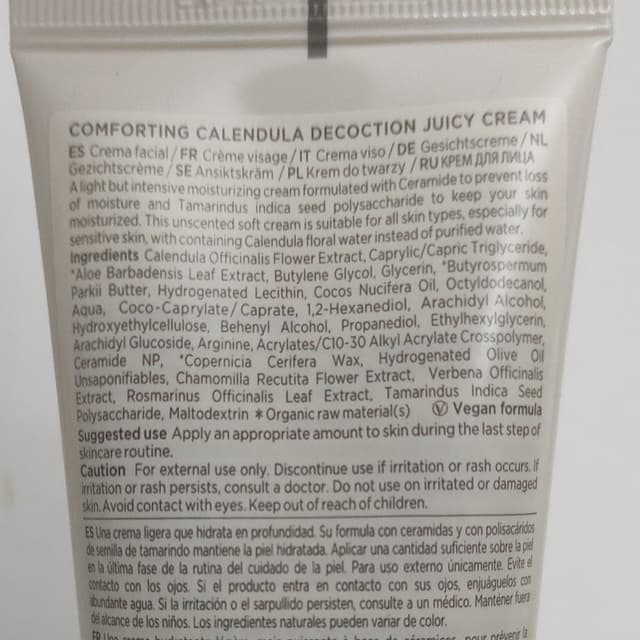 COMFORTING CALENDULA DECOCTION JUICY CREAM
ES Crema facial/FR Crème visage/IT Crema viso/DE Gesichtscreme/NL
Gezichtscrème/SE Ansiktskräm/PL Krem do twarzy/RU КРЕМ ДЛЯ ЛИЦА
A light but intensive moisturizing cream formulated with Ceramide to prevent loss
of moisture and Tamarindus indica seed polysaccharide to keep your skin
moisturized. This unscented soft cream is suitable for all skin types, especially for
sensitive skin, with containing Calendula floral water instead of purified water.
Ingredients Calendula Officinalis Flower Extract, Caprylic/Capric Triglyceride,
*Aloe Barbadensis Leaf Extract, Butylene Glycol, Glycerin, *Butyrospermum
Parkii Butter, Hydrogenated Lecithin, Cocos Nucifera Oil, Octyldodecanol,
Aqua, Coco-Caprylate/Caprate, 1,2-Hexanediol, Arachidyl Alcohol,
Hydroxyethylcellulose, Behenyl Alcohol, Propanediol, Ethylhexylglycerin,
Arachidyl Glucoside, Arginine, Acrylates/C10-30 Alkyl Acrylate Crosspolymer,
Ceramide NP, *Copernicia Cerifera Wax, Hydrogenated Olive Oil
Unsaponifiables, Chamomilla Recutita Flower Extract, Verbena Officinalis
Extract, Rosmarinus Officinalis Leaf Extract, Tamarindus Indica Seed
Polysaccharide, Maltodextrin *Organic raw material(s) Ⓥ Vegan formula
Suggested use Apply an appropriate amount to skin during the last step of
skincare routine.
Caution For external use only. Discontinue use if irritation or rash occurs. If
irritation or rash persists, consult a doctor. Do not use on irritated or damaged
skin. Avoid contact with eyes. Keep out of reach of children.
ES Una crema ligera que hidrata en profundidad. Su formula con ceramidas y con polisacáridos
de semilla de tamarindo mantiene la piel hidratada. Aplicar una cantidad suficiente sobre la piel
en la última fase de la rutina del cuidado de la piel. Para uso externo únicamente. Evite el
contacto con los ojos. Si el producto entra en contacto con sus ojos, enjuáguelos con
abundante agua. Si la irritación o el sarpullido persisten, consulte a un médico. Mantener fuera
del alcance de los niños. Los ingredientes naturales pueden variar de color.
FR Une crème hydratante